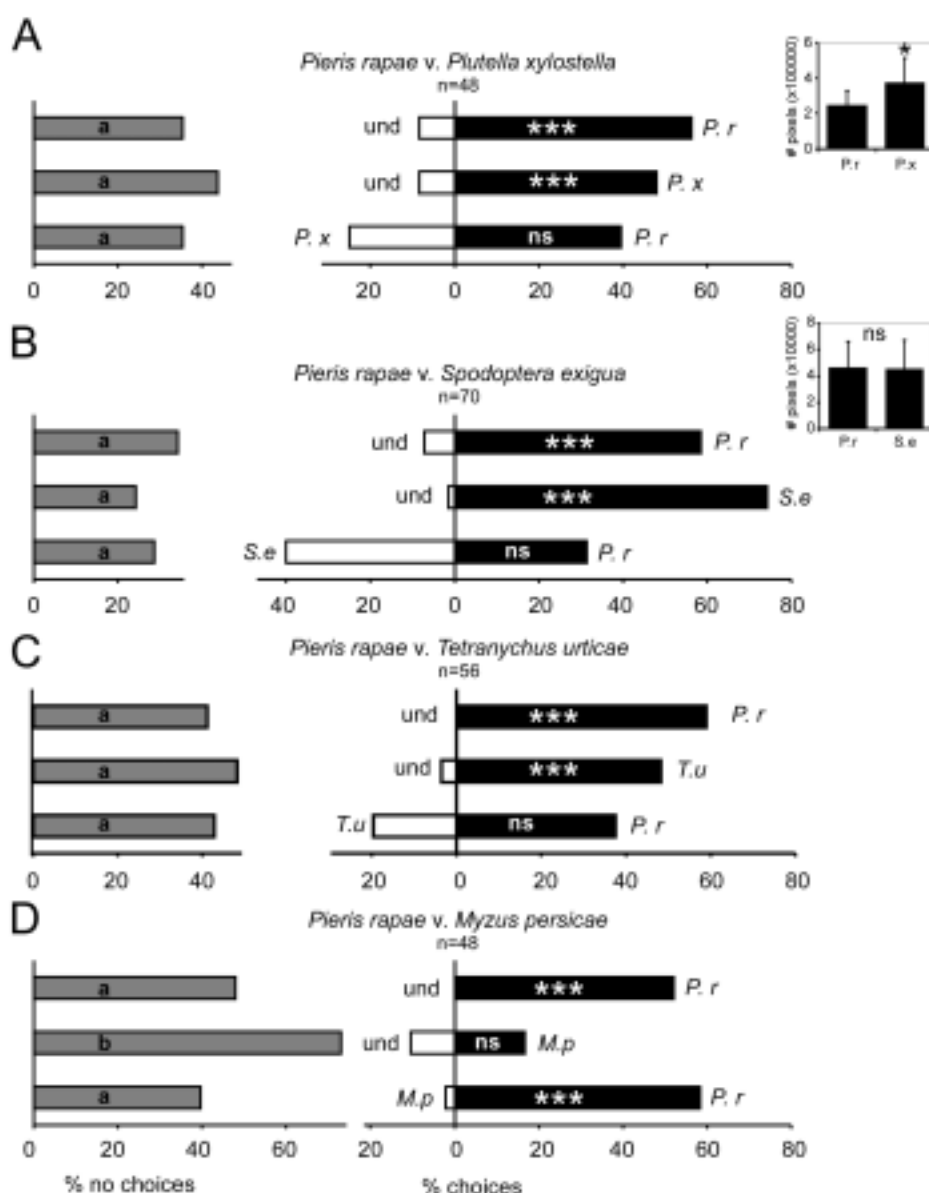 A
Pieris rapae v. Plutella xylostella
n=48
a und *** P. r
a und *** P. x
a P. x ns P. r
0 20 40 20 0 20 40 60 80
# pixels (x100000)
6
4
2
0
*
P.r P.x
B
Pieris rapae v. Spodoptera exigua
n=70
a und *** P. r
a und *** S.e
a S.e ns P. r
0 20 40 20 0 20 40 60 80
# pixels (x10000)
8
6
4
2
0
ns
P.r S.e
C
Pieris rapae v. Tetranychus urticae
n=56
a und *** P. r
a und *** T.u
a T.u ns P. r
0 20 40 20 0 20 40 60 80
D
Pieris rapae v. Myzus persicae
n=48
a und *** P. r
b und ns M.p
a M.p *** P. r
0 20 40 60 20 0 20 40 60 80
% no choices % choices